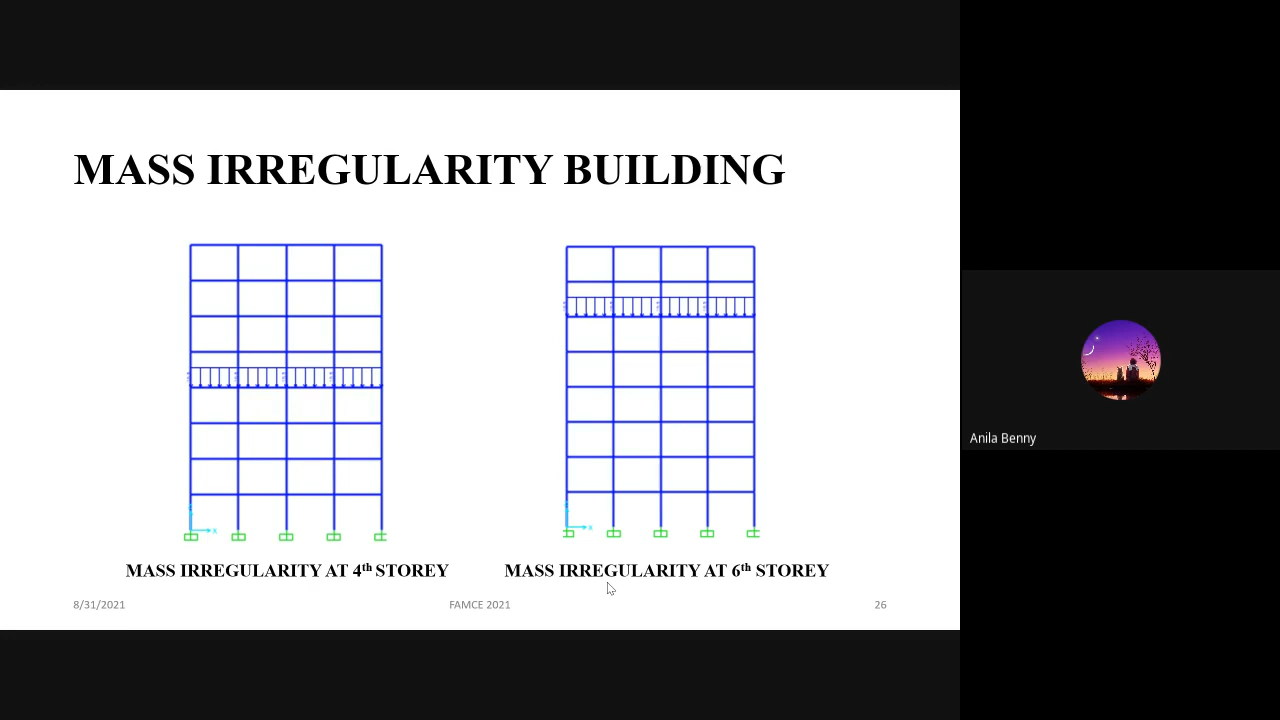 MASS IRREGULARITY BUILDING
MASS IRREGULARITY AT 4th STOREY
MASS IRREGULARITY AT 6th STOREY
8/31/2021
FAMCE 2021
26
Anila Benny